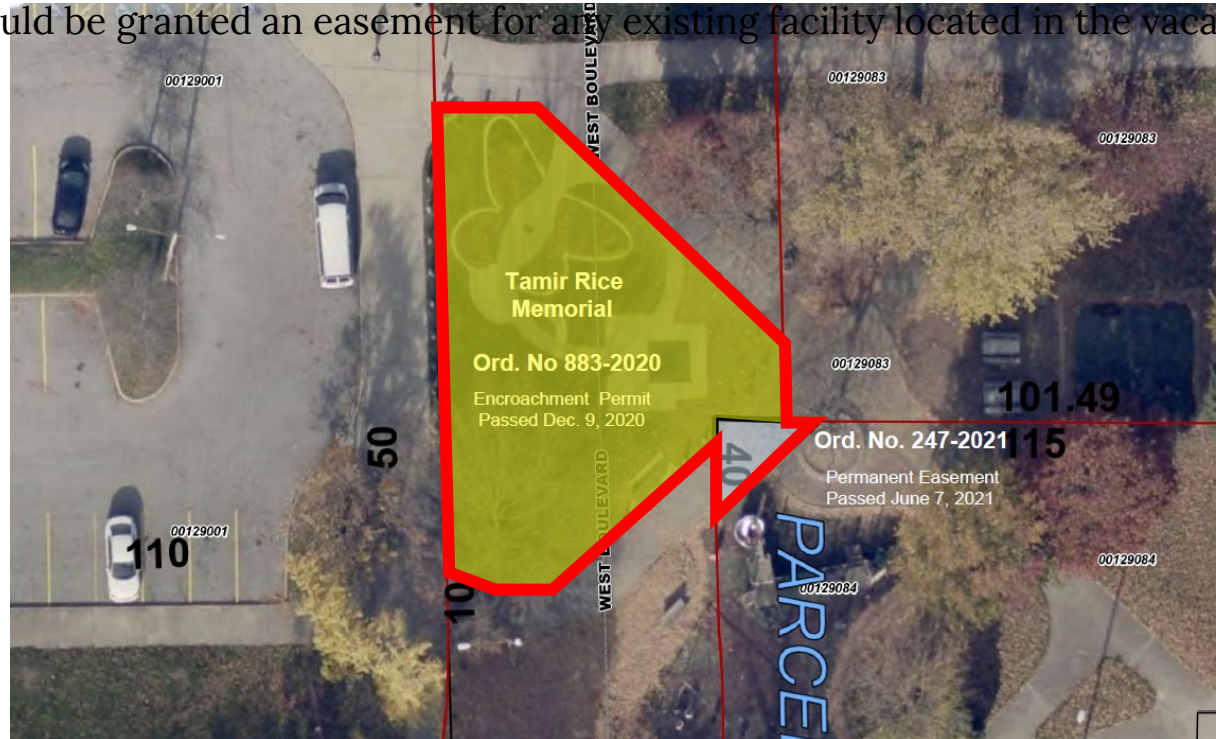 uld be granted an easement for any existing facility located in the vaca
WEST BOULEVARD
00129001
00129083
00129083
Tamir Rice
Memorial
Ord. No 883-2020
Encroachment Permit
Passed Dec. 9, 2020
00129083
101.49
50
40
Ord. No. 247-2021
115
Permanent Easement
Passed June 7, 2021
WEST BOULEVARD
00129001
110
00129084
00129084
10
PARCEL